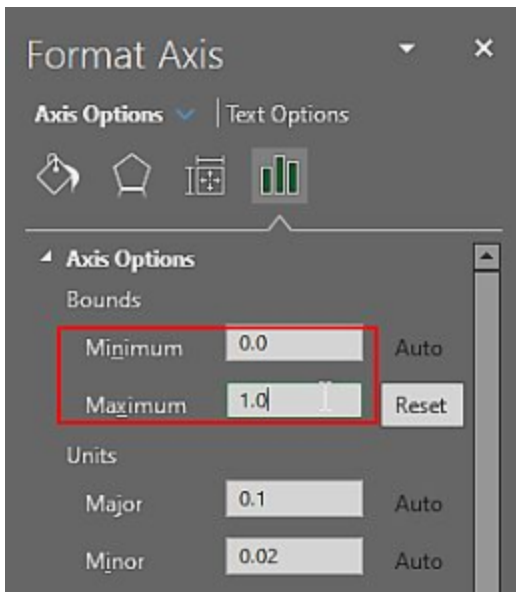 Format Axis
Axis Options Text Options
Axis Options
Bounds
Minimum 0.0 Auto
Maximum 1.0 Reset
Units
Major 0.1 Auto
Minor 0.02 Auto